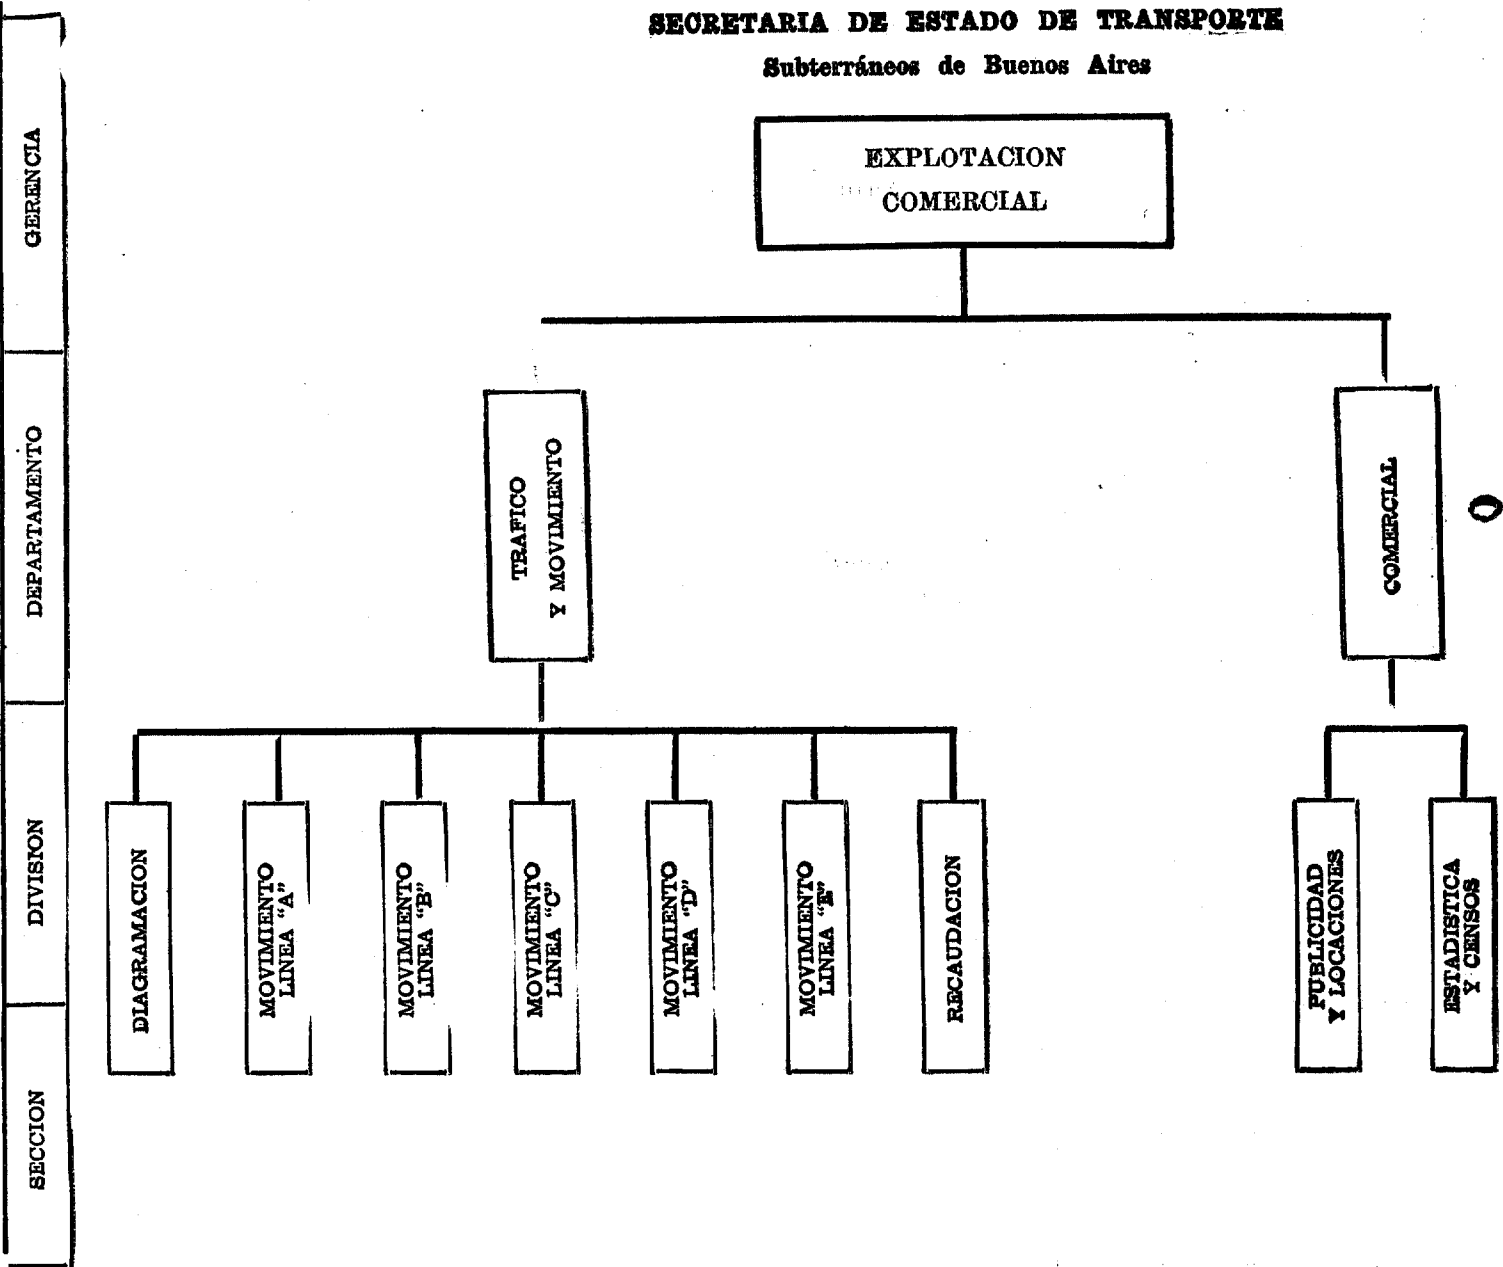 SECRETARIA DE ESTADO DE TRANSPORTE
Subterráneos de Buenos Aires
GERENCIA
EXPLOTACION
COMERCIAL
DEPARTAMENTO
TRAFICO
Y MOVIMIENTO
COMERCIAL
DIVISION
DIAGRAMACION
MOVIMIENTO
LINEA “A”
MOVIMIENTO
LINEA “B”
MOVIMIENTO
LINEA “C”
MOVIMIENTO
LINEA “D”
MOVIMIENTO
LINEA “E”
RECAUDACION
PUBLICIDAD
Y LOCACIONES
ESTADISTICA
Y CENSOS
SECCION